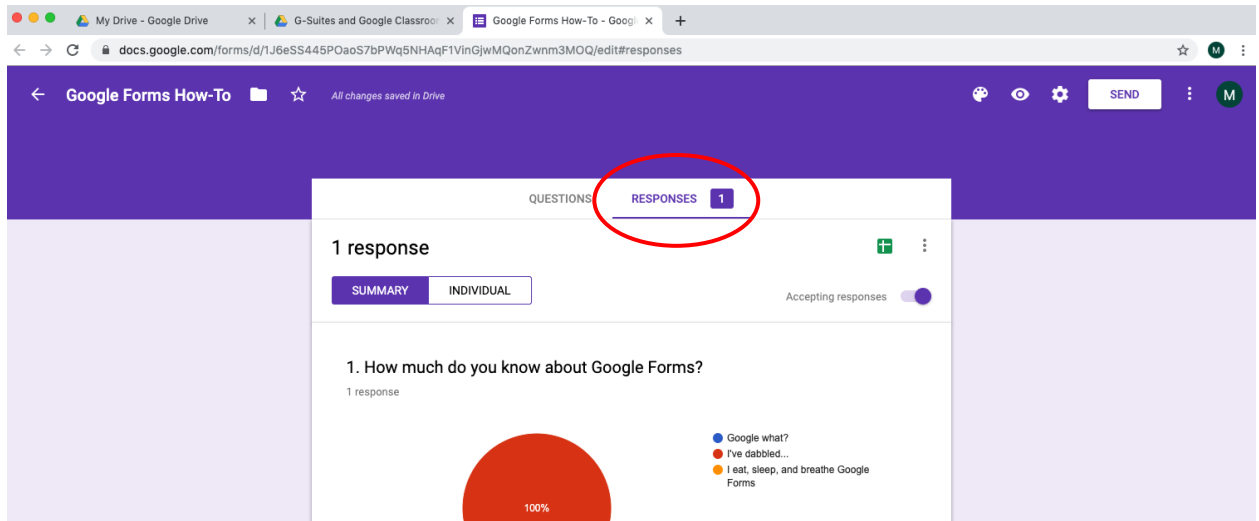 My Drive - Google Drive
G-Suites and Google Classroor
Google Forms How-To - Googl
docs.google.com/forms/d/1J6eSS445POaoS7bPWq5NHAqF1VinGjwMQonZwnm3MOQ/edit#responses
M
Google Forms How-To
All changes saved in Drive
SEND
M
QUESTIONS
RESPONSES 1
1 response
SUMMARY
INDIVIDUAL
Accepting responses
1. How much do you know about Google Forms?
1 response
Google what?
I've dabbled...
I eat, sleep, and breathe Google
Forms
100%